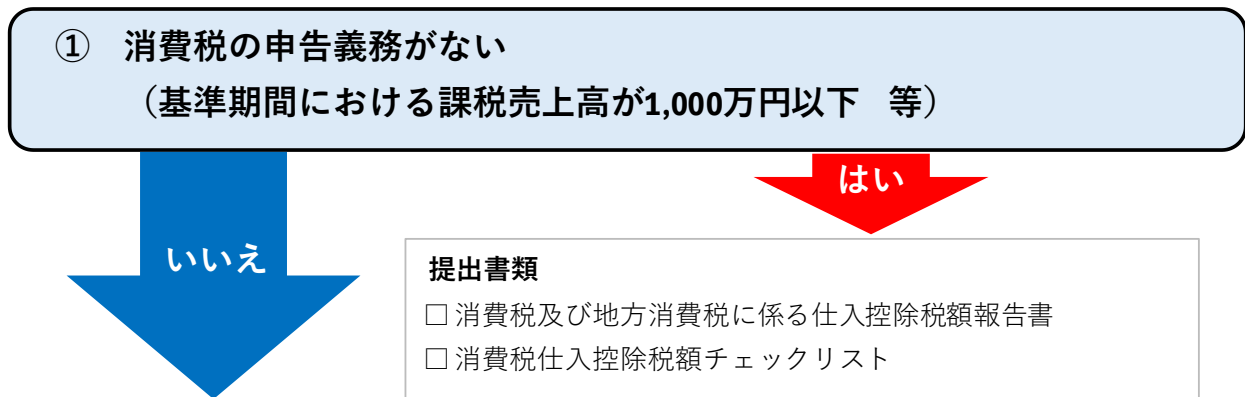 ① 消費税の申告義務がない
（基準期間における課税売上高が1,000万円以下 等）
はい
いいえ
提出書類
□ 消費税及び地方消費税に係る仕入控除税額報告書
□ 消費税仕入控除税額チェックリスト